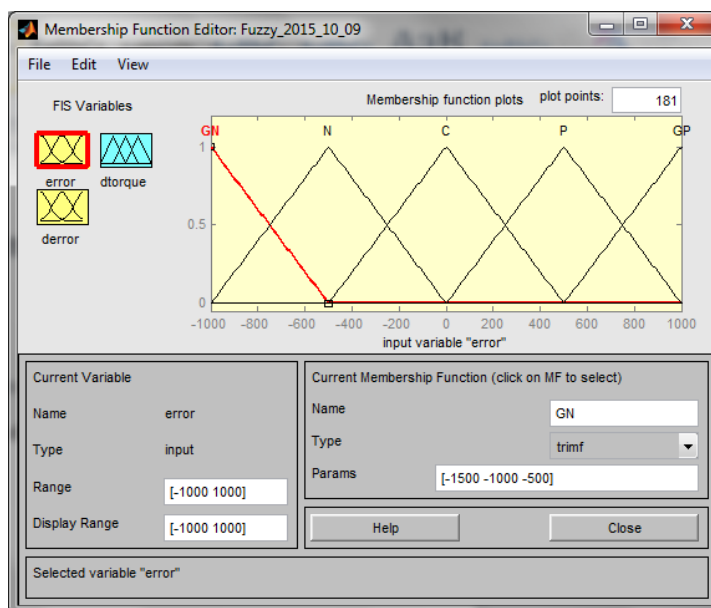 Membership Function Editor: Fuzzy_2015_10_09
File Edit View
FIS Variables
error
dtorque
derror
Membership function plots
plot points:
181
GN N C P GP
1
0.5
0
-1000 -800 -600 -400 -200 0 200 400 600 800 1000
input variable "error"
Current Variable
Name error
Type input
Range [-1000 1000]
Display Range [-1000 1000]
Current Membership Function (click on MF to select)
Name GN
Type trimf
Params [-1500 -1000 -500]
Help Close
Selected variable "error"